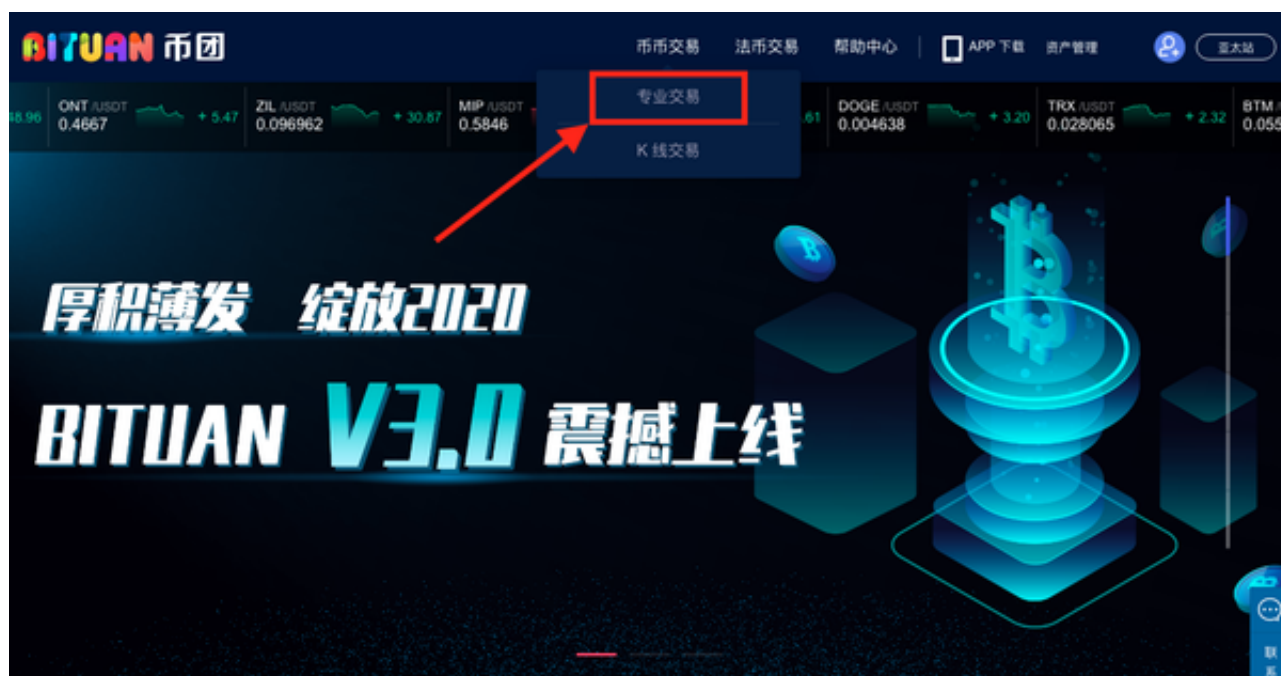 BITUAN 币团
币币交易 法币交易 帮助中心 APP 下载 资产管理 亚太站
专业交易
K 线交易
48.96 ONT /USDT 0.4667 + 5.47
ZIL /USDT 0.096962 + 30.87
MIP /USDT 0.5846
.61 DOGE /USDT 0.004638 + 3.20
TRX /USDT 0.028065 + 2.32
BTM 0.055
厚积薄发 绽放2020
BITUAN V3.0 震撼上线
联
系